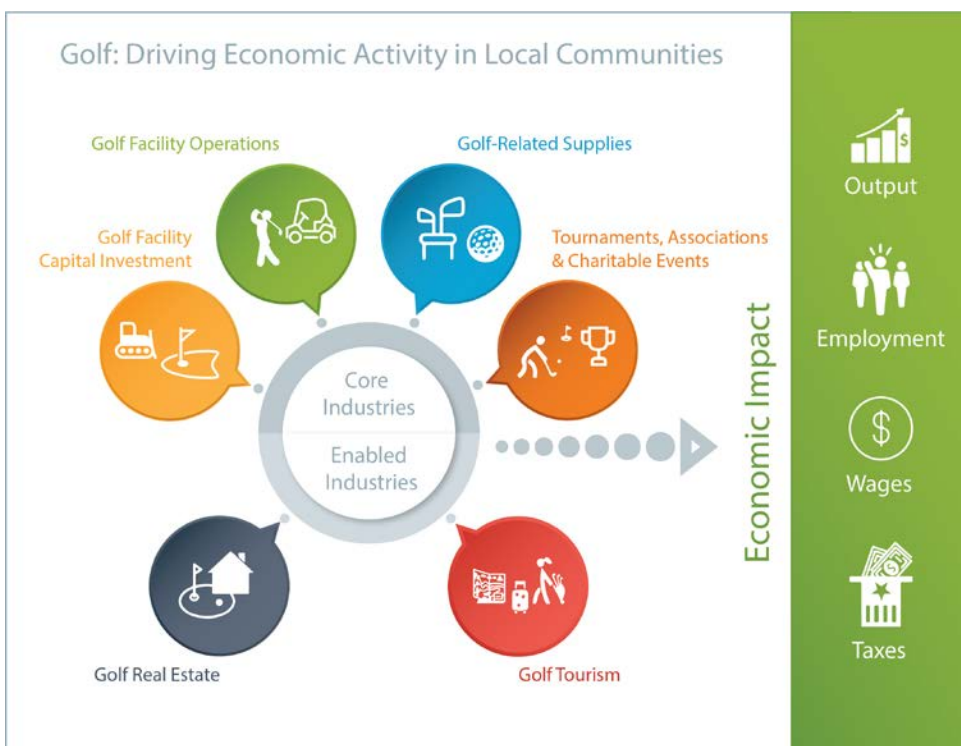 Golf: Driving Economic Activity in Local Communities
Golf Facility Operations
Golf-Related Supplies
Golf Facility
Capital Investment
Tournaments, Associations
& Charitable Events
Core
Industries
Enabled
Industries
Golf Real Estate
Golf Tourism
Economic Impact
$
Output
Employment
$
Wages
$
Taxes